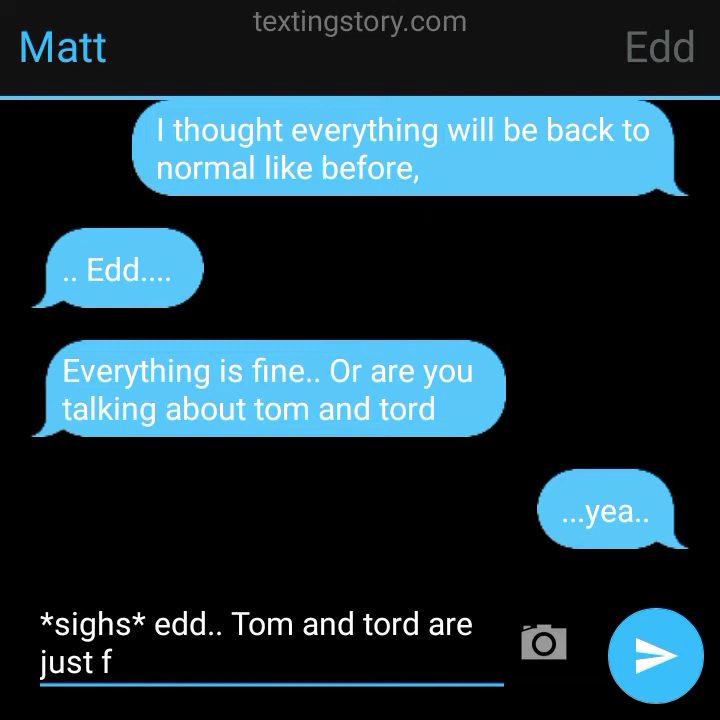 textingstory.com
Matt
Edd
I thought everything will be back to
normal like before,
.. Edd....
Everything is fine.. Or are you
talking about tom and tord
...yea..
*sighs* edd.. Tom and tord are
just f